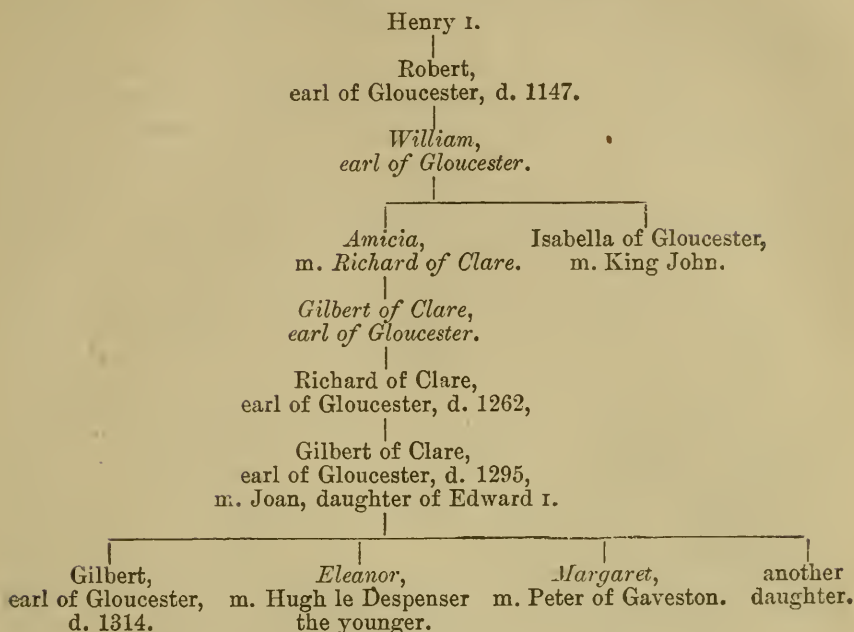 Henry I.
Robert,
earl of Gloucester, d. 1147.
William,
earl of Gloucester.
Amicia,
m. Richard of Clare.
Isabella of Gloucester,
m. King John.
Gilbert of Clare,
earl of Gloucester.
Richard of Clare,
earl of Gloucester, d. 1262,
Gilbert of Clare,
earl of Gloucester, d. 1295,
m. Joan, daughter of Edward I.
Gilbert,
earl of Gloucester,
d. 1314.
Eleanor,
m. Hugh le Despenser
the younger.
Margaret,
m. Peter of Gaveston.
another
daughter.